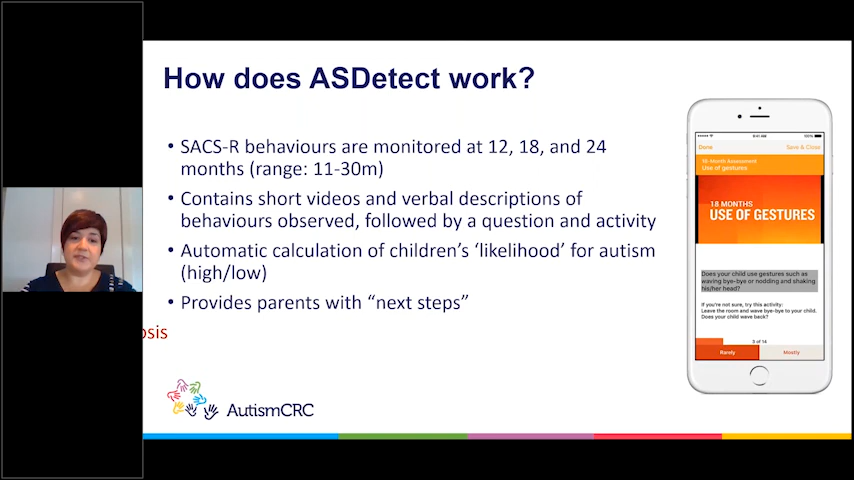 How does ASDetect work?
• SACS-R behaviours are monitored at 12, 18, and 24
months (range: 11-30m)
• Contains short videos and verbal descriptions of
behaviours observed, followed by a question and activity
• Automatic calculation of children's 'likelihood' for autism
(high/low)
• Provides parents with “next steps”
osis
AutismCRC
9:41 AM
100%
Done
Save & Close
18 Month Assessment
Use of gestures
18 MONTHS
USE OF GESTURES
Does your child use gestures such as
waving bye-bye or nodding and shaking
his/her head?
If you're not sure, try this activity:
Leave the room and wave bye-bye to your child.
Does your child wave back?
3 of 14
Rarely
Mostly